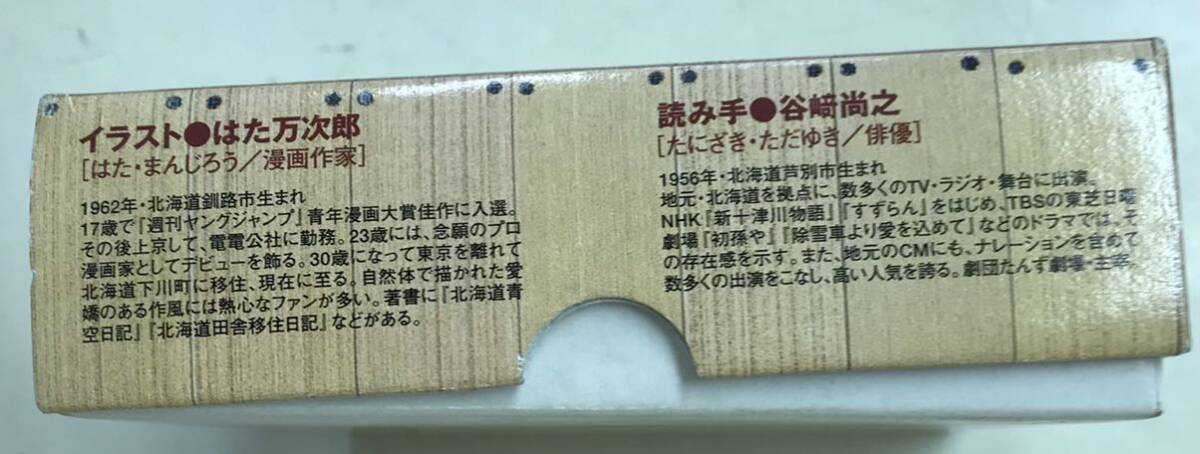 イラスト●はた万次郎
[はた・まんじろう／漫画作家]
1962年・北海道釧路市生まれ
17歳で『週刊ヤングジャンプ』青年漫画大賞佳作に入選。
その後上京して、電電公社に勤務。23歳には、念願のプロ
漫画家としてデビューを飾る。30歳になって東京を離れて
北海道下川町に移住、現在に至る。自然体で描かれた愛
嬌のある作風には熱心なファンが多い。著書に『北海道青
空日記』『北海道田舎移住日記』などがある。
読み手●谷﨑尚之
[たにざき・ただゆき／俳優]
1956年・北海道芦別市生まれ
地元・北海道を拠点に、数多くのTV・ラジオ・舞台に出演。
NHK『新十津川物語』『すずらん』をはじめ、TBSの東芝日曜
劇場『初孫や』『除雪車より愛を込めて』などのドラマでは、そ
の存在感を示す。また、地元のCMにも、ナレーションを含めて
数多くの出演をこなし、高い人気を誇る。劇団たんず劇場・主宰。